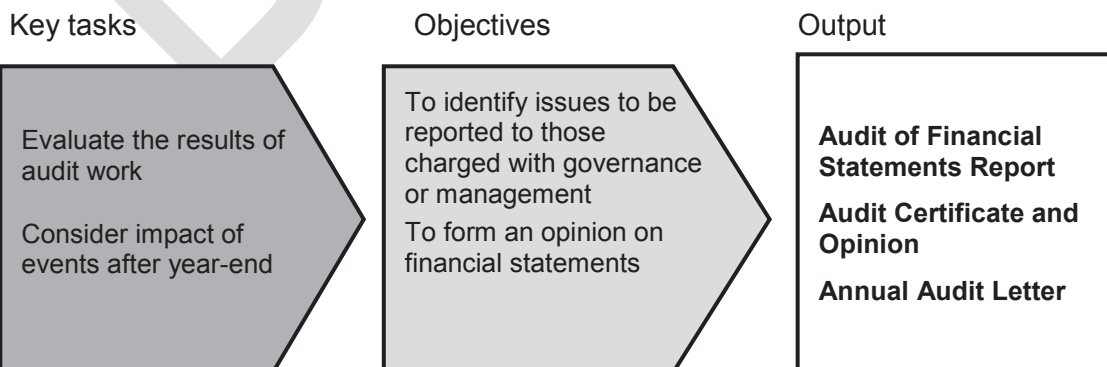 Key tasks
Objectives
Output
Evaluate the results of
audit work
Consider impact of
events after year-end
To identify issues to be
reported to those
charged with governance
or management
To form an opinion on
financial statements
Audit of Financial
Statements Report
Audit Certificate and
Opinion
Annual Audit Letter